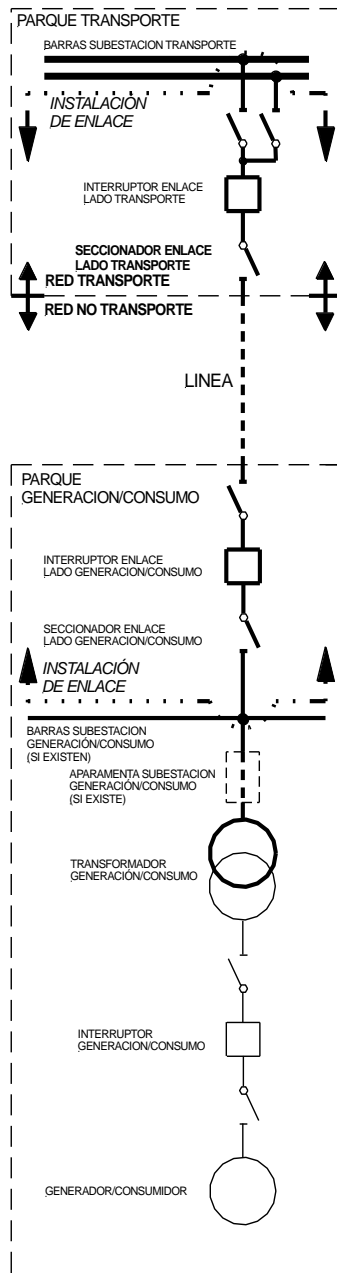 PARQUE TRANSPORTE
BARRAS SUBESTACION TRANSPORTE
INSTALACIÓN
DE ENLACE
INTERRUPTOR ENLACE
LADO TRANSPORTE
SECCIONADOR ENLACE
LADO TRANSPORTE
RED TRANSPORTE
RED NO TRANSPORTE
LINEA
PARQUE
GENERACION/CONSUMO
INTERRUPTOR ENLACE
LADO GENERACION/CONSUMO
SECCIONADOR ENLACE
LADO GENERACION/CONSUMO
INSTALACIÓN
DE ENLACE
BARRAS SUBESTACION
GENERACIÓN/CONSUMO
(SI EXISTEN)
APARAMENTA SUBESTACION
GENERACIÓN/CONSUMO
(SI EXISTE)
TRANSFORMADOR
GENERACIÓN/CONSUMO
INTERRUPTOR
GENERACION/CONSUMO
GENERADOR/CONSUMIDOR